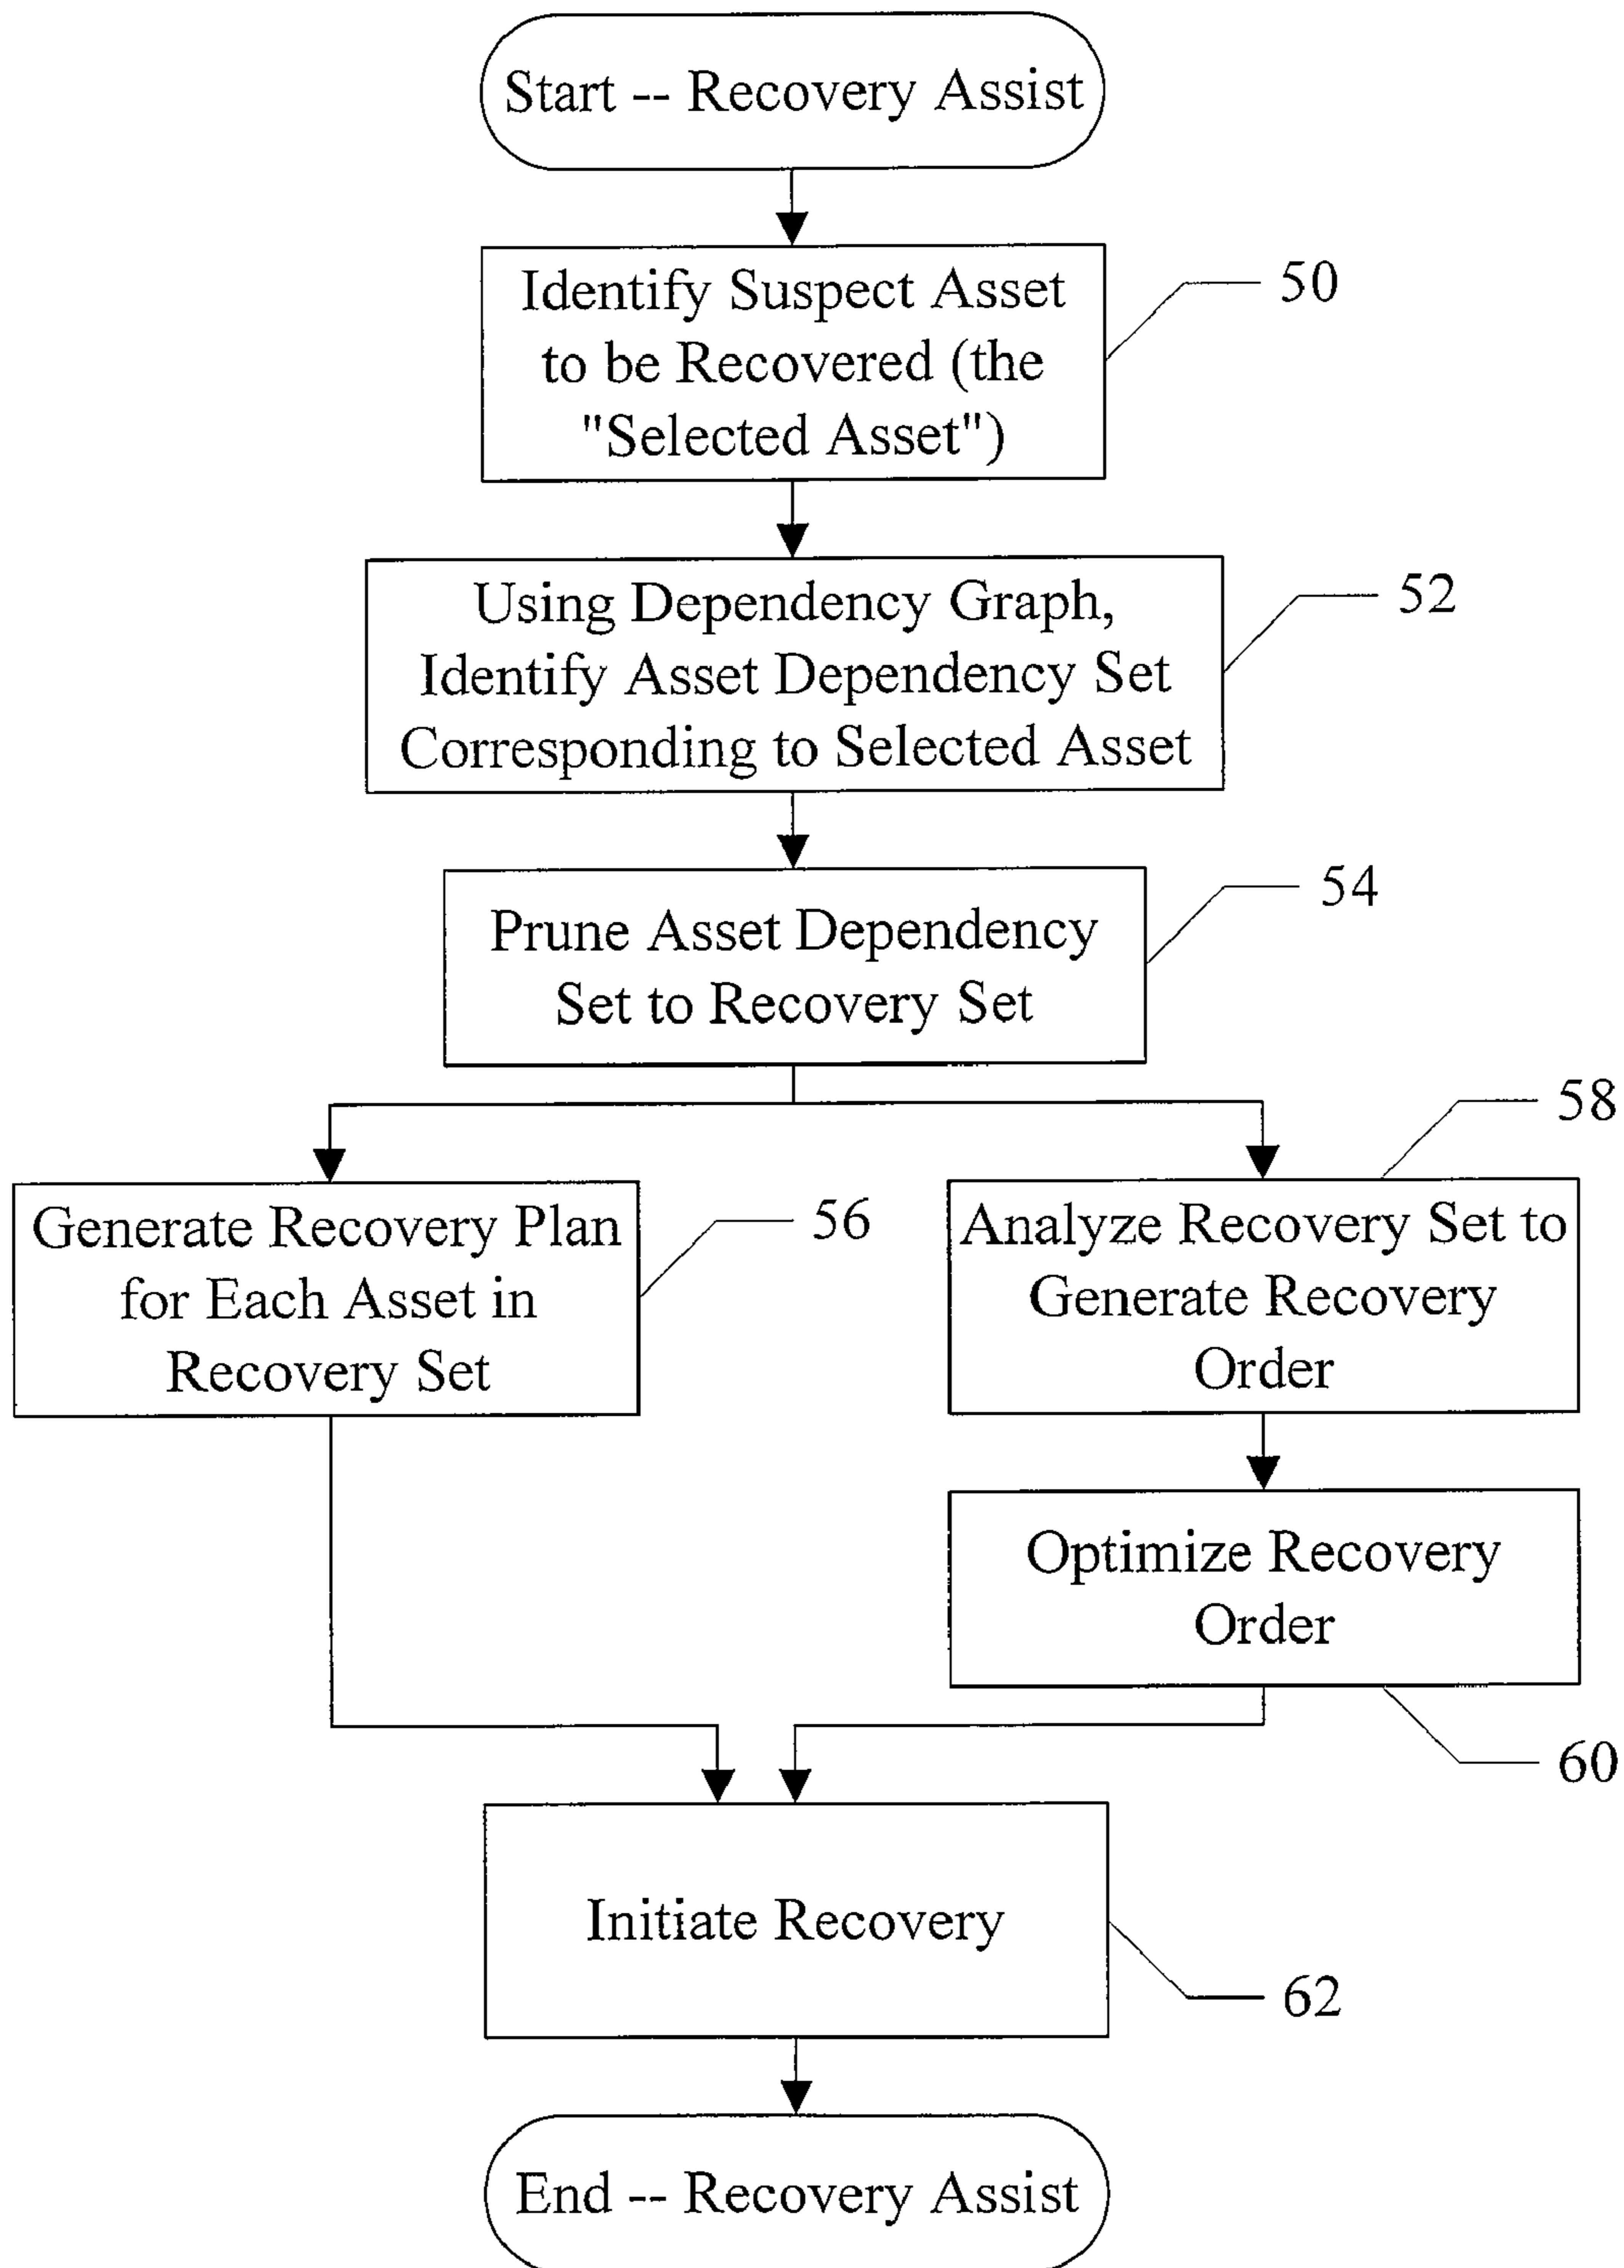 Start -- Recovery Assist
Identify Suspect Asset
to be Recovered (the
"Selected Asset")
50
Using Dependency Graph,
Identify Asset Dependency Set
Corresponding to Selected Asset
52
Prune Asset Dependency
Set to Recovery Set
54
Generate Recovery Plan
for Each Asset in
Recovery Set
56
Analyze Recovery Set to
Generate Recovery
Order
58
Optimize Recovery
Order
60
Initiate Recovery
62
End -- Recovery Assist